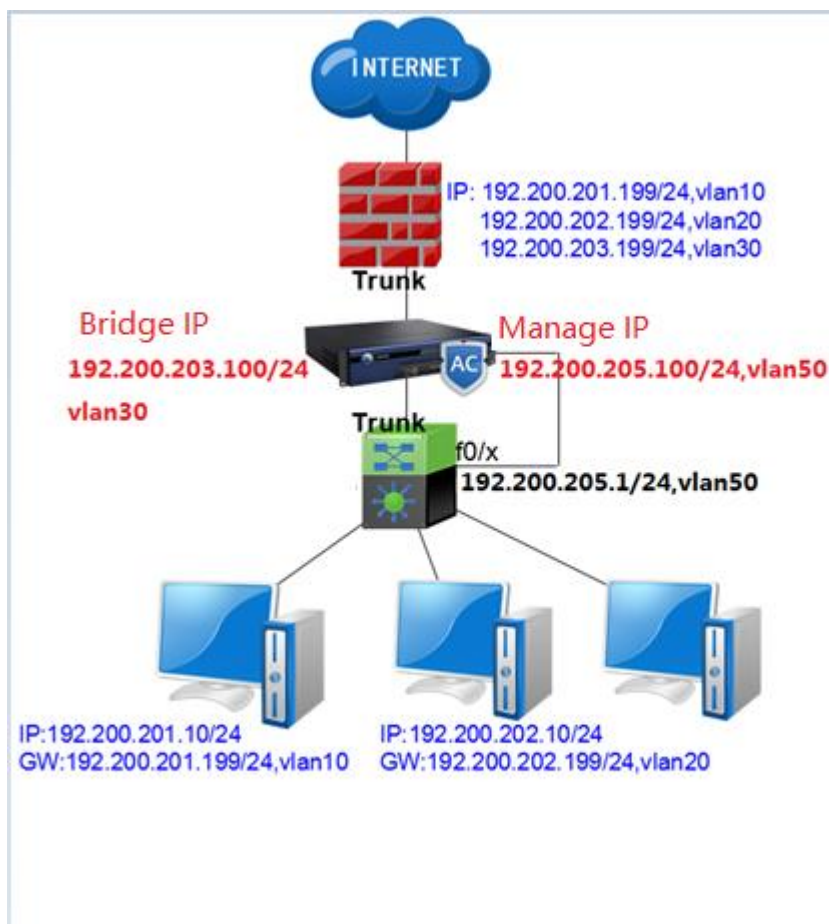 INTERNET
IP: 192.200.201.199/24,vlan10
192.200.202.199/24,vlan20
192.200.203.199/24,vlan30
Trunk
Bridge IP
192.200.203.100/24
vlan30
AC
Manage IP
192.200.205.100/24,vlan50
Trunk
f0/x
192.200.205.1/24,vlan50
IP:192.200.201.10/24
GW:192.200.201.199/24,vlan10
IP:192.200.202.10/24
GW:192.200.202.199/24,vlan20